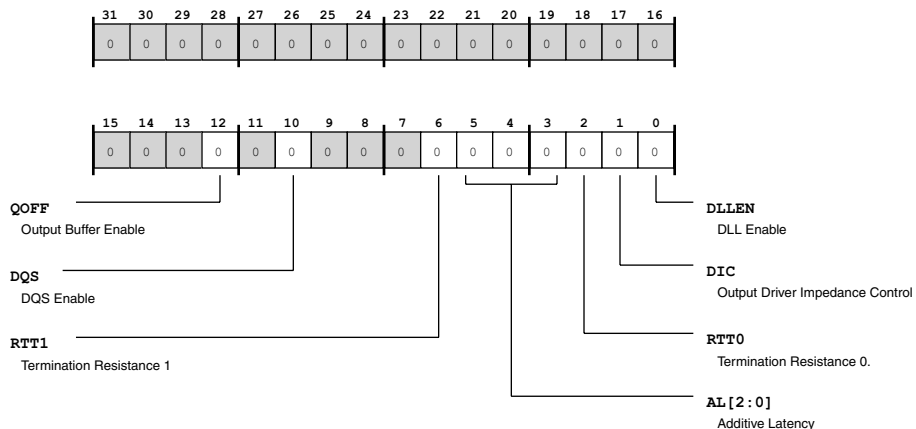 31 30 29 28 27 26 25 24 23 22 21 20 19 18 17 16
0 0 0 0 0 0 0 0 0 0 0 0 0 0 0 0
15 14 13 12 11 10 9 8 7 6 5 4 3 2 1 0
0 0 0 0 0 0 0 0 0 0 0 0 0 0 0 0
QOFF
Output Buffer Enable
DLLEN
DLL Enable
DQS
DQS Enable
DIC
Output Driver Impedance Control
RTT1
Termination Resistance 1
RTT0
Termination Resistance 0.
AL[2:0]
Additive Latency